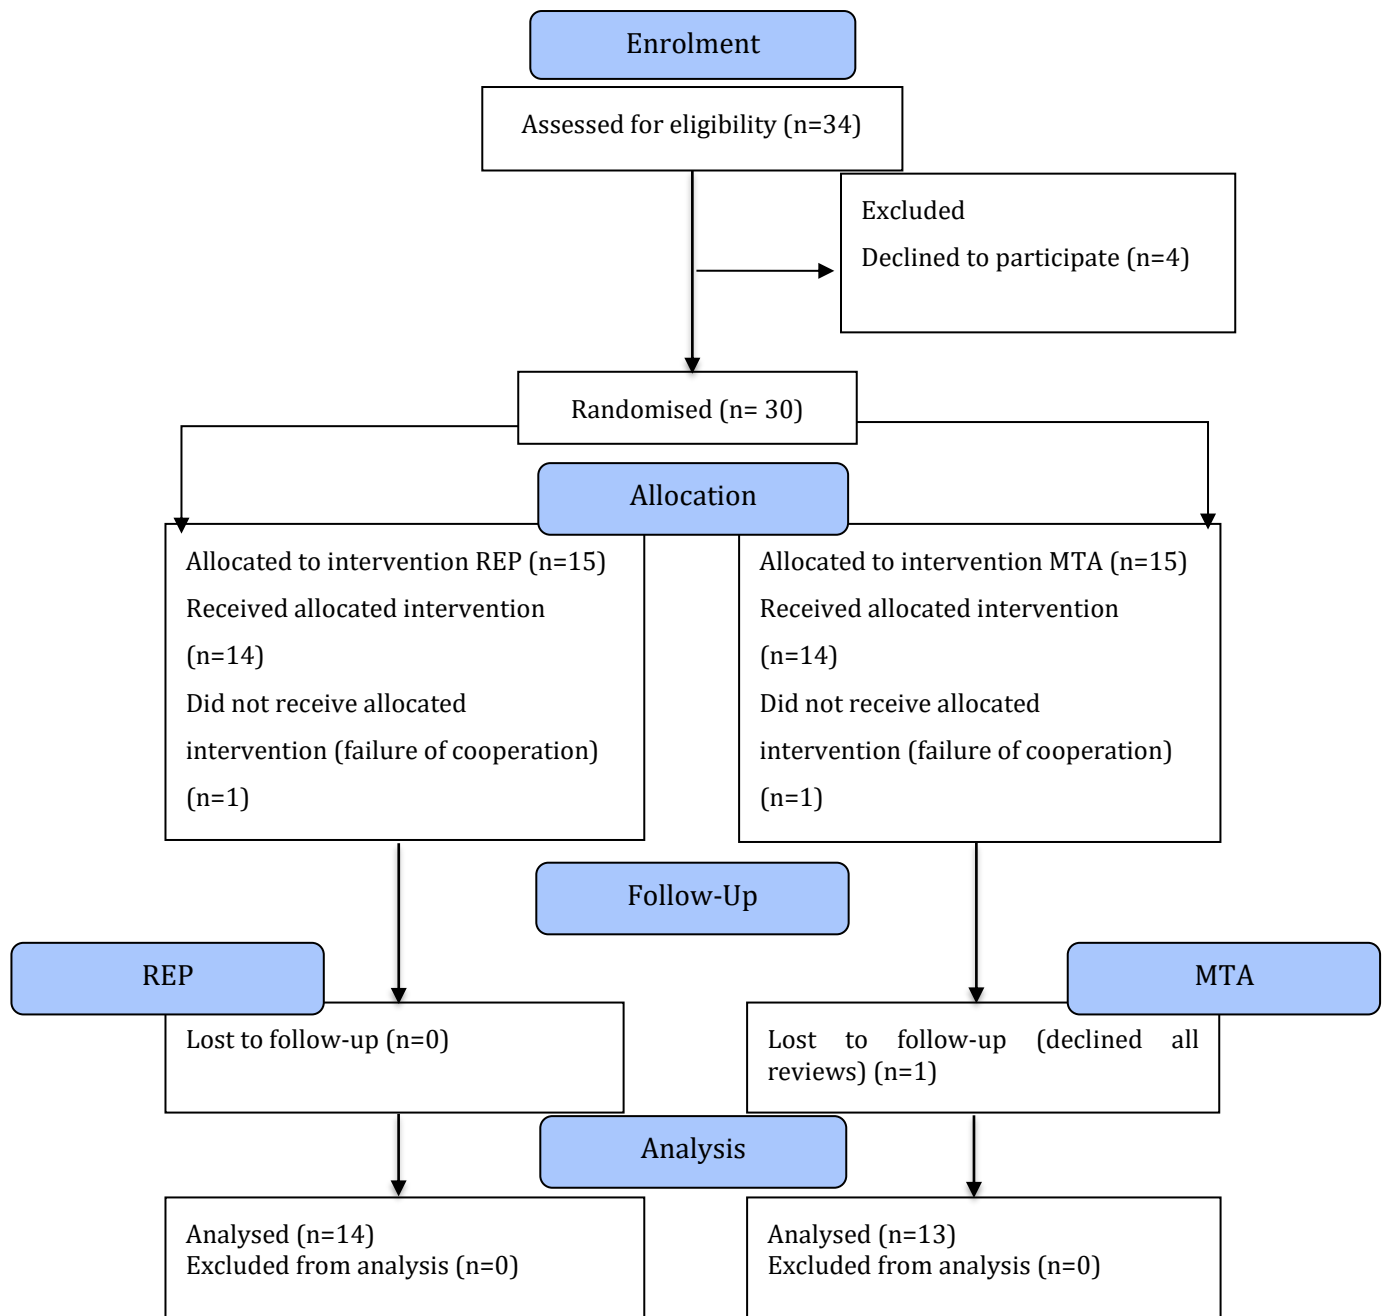 Enrolment
Assessed for eligibility (n=34)
Excluded
Declined to participate (n=4)
Randomised (n= 30)
Allocation
Allocated to intervention REP (n=15)
Received allocated intervention
(n=14)
Did not receive allocated
intervention (failure of cooperation)
(n=1)
Allocated to intervention MTA (n=15)
Received allocated intervention
(n=14)
Did not receive allocated
intervention (failure of cooperation)
(n=1)
Follow-Up
REP
MTA
Lost to follow-up (n=0)
Lost to follow-up (declined all
reviews) (n=1)
Analysis
Analysed (n=14)
Excluded from analysis (n=0)
Analysed (n=13)
Excluded from analysis (n=0)